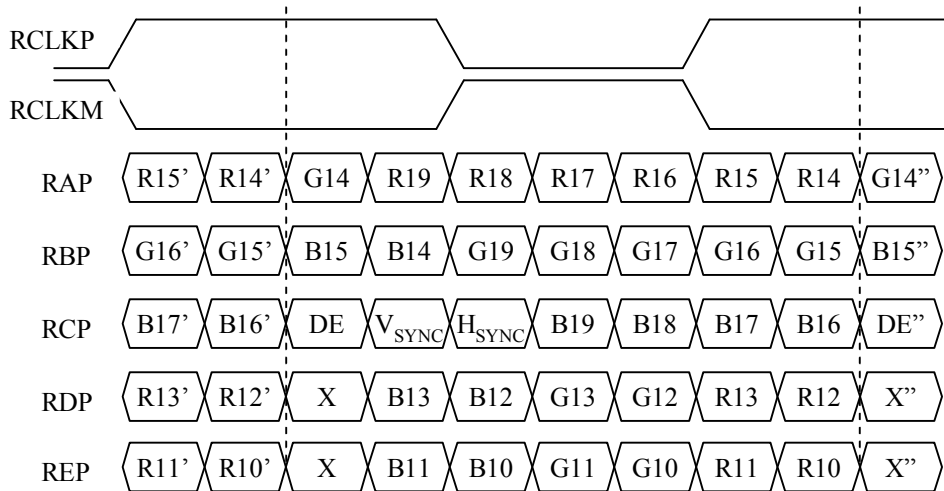 RCLKP
RCLKM
RAP R15’ R14’ G14 R19 R18 R17 R16 R15 R14 G14”
RBP G16’ G15’ B15 B14 G19 G18 G17 G16 G15 B15”
RCP B17’ B16’ DE VSYNC HSYNC B19 B18 B17 B16 DE”
RDP R13’ R12’ X B13 B12 G13 G12 R13 R12 X”
REP R11’ R10’ X B11 B10 G11 G10 R11 R10 X”